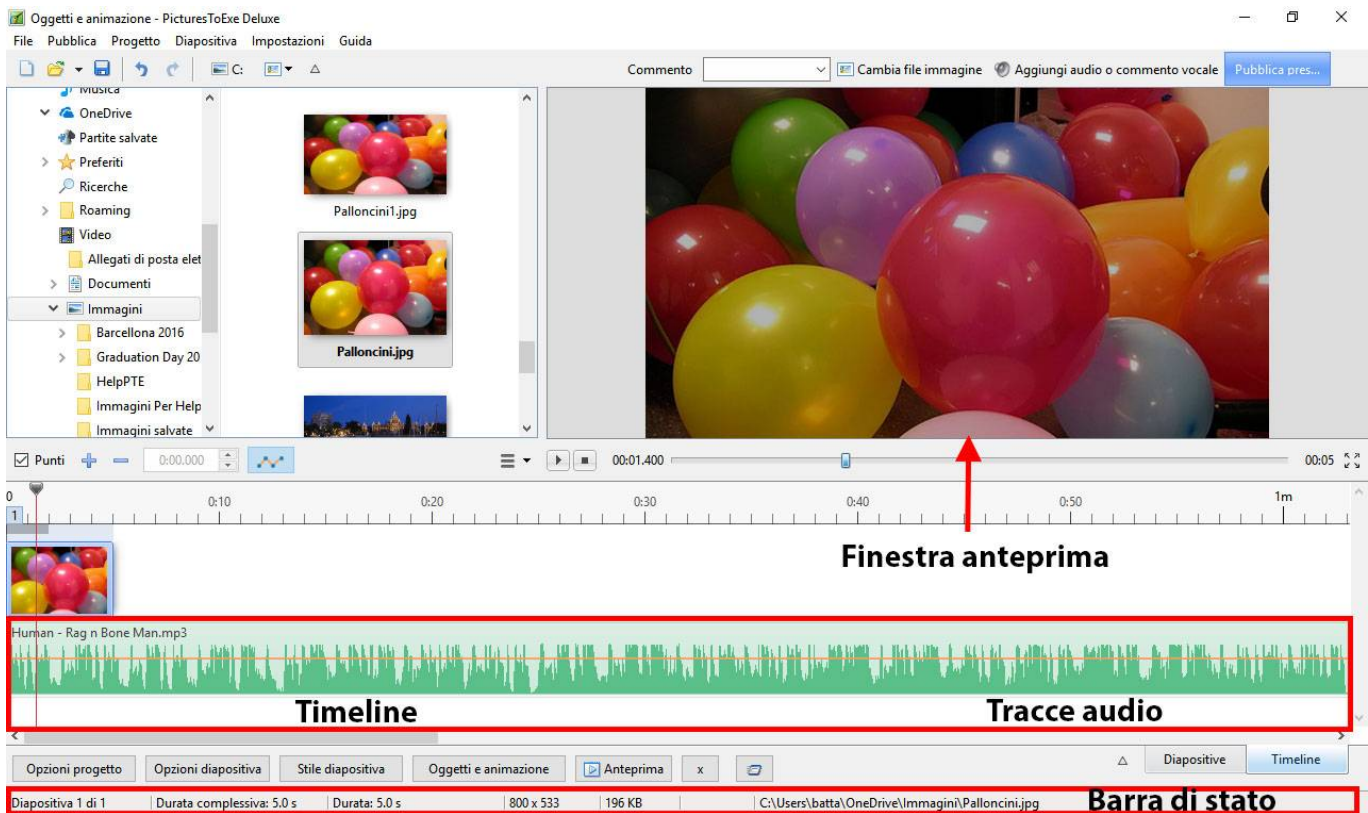 Oggetti e animazione - PicturesToExe Deluxe
File Pubblica Progetto Diapositiva Impostazioni Guida
C:
Commento
Cambia file immagine
Aggiungi audio o commento vocale
Pubblica pres...
Musica
OneDrive
Partite salvate
Preferiti
Ricerche
Roaming
Video
Allegati di posta elet
Documenti
Immagini
Barcellona 2016
Graduation Day 20
HelpPTE
Immagini Per Help
Immagini salvate
Palloncini1.jpg
Palloncini.jpg
Punti
0:00.000
00:01.400
00:05
0 0:10 0:20 0:30 0:40 0:50 1m
1
Finestra anteprima
Human - Rag n Bone Man.mp3
Timeline
Tracce audio
Opzioni progetto
Opzioni diapositiva
Stile diapositiva
Oggetti e animazione
Anteprima
x
Diapositive
Timeline
Diapositiva 1 di 1
Durata complessiva: 5.0 s
Durata: 5.0 s
800 x 533
196 KB
C:\Users\batta\OneDrive\Immagini\Palloncini.jpg
Barra di stato